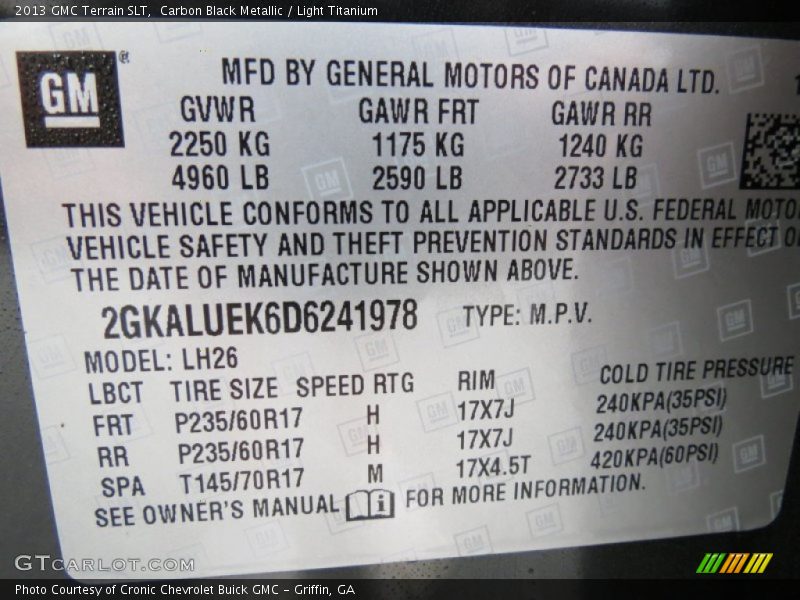 2013 GMC Terrain SLT,  Carbon Black Metallic / Light Titanium
GM ®
MFD BY GENERAL MOTORS OF CANADA LTD.
GVWR GAWR FRT GAWR RR
2250 KG 1175 KG 1240 KG
4960 LB 2590 LB 2733 LB
THIS VEHICLE CONFORMS TO ALL APPLICABLE U.S. FEDERAL MOTO
VEHICLE SAFETY AND THEFT PREVENTION STANDARDS IN EFFECT O
THE DATE OF MANUFACTURE SHOWN ABOVE.
2GKALUEK6D6241978 TYPE: M.P.V.
MODEL: LH26
LBCT TIRE SIZE SPEED RTG RIM COLD TIRE PRESSURE
FRT P235/60R17 H 17X7J 240KPA(35PSI)
RR P235/60R17 H 17X7J 240KPA(35PSI)
SPA T145/70R17 M 17X4.5T 420KPA(60PSI)
SEE OWNER'S MANUAL i FOR MORE INFORMATION.
GTCARLOT.COM
Photo Courtesy of Cronic Chevrolet Buick GMC – Griffin, GA